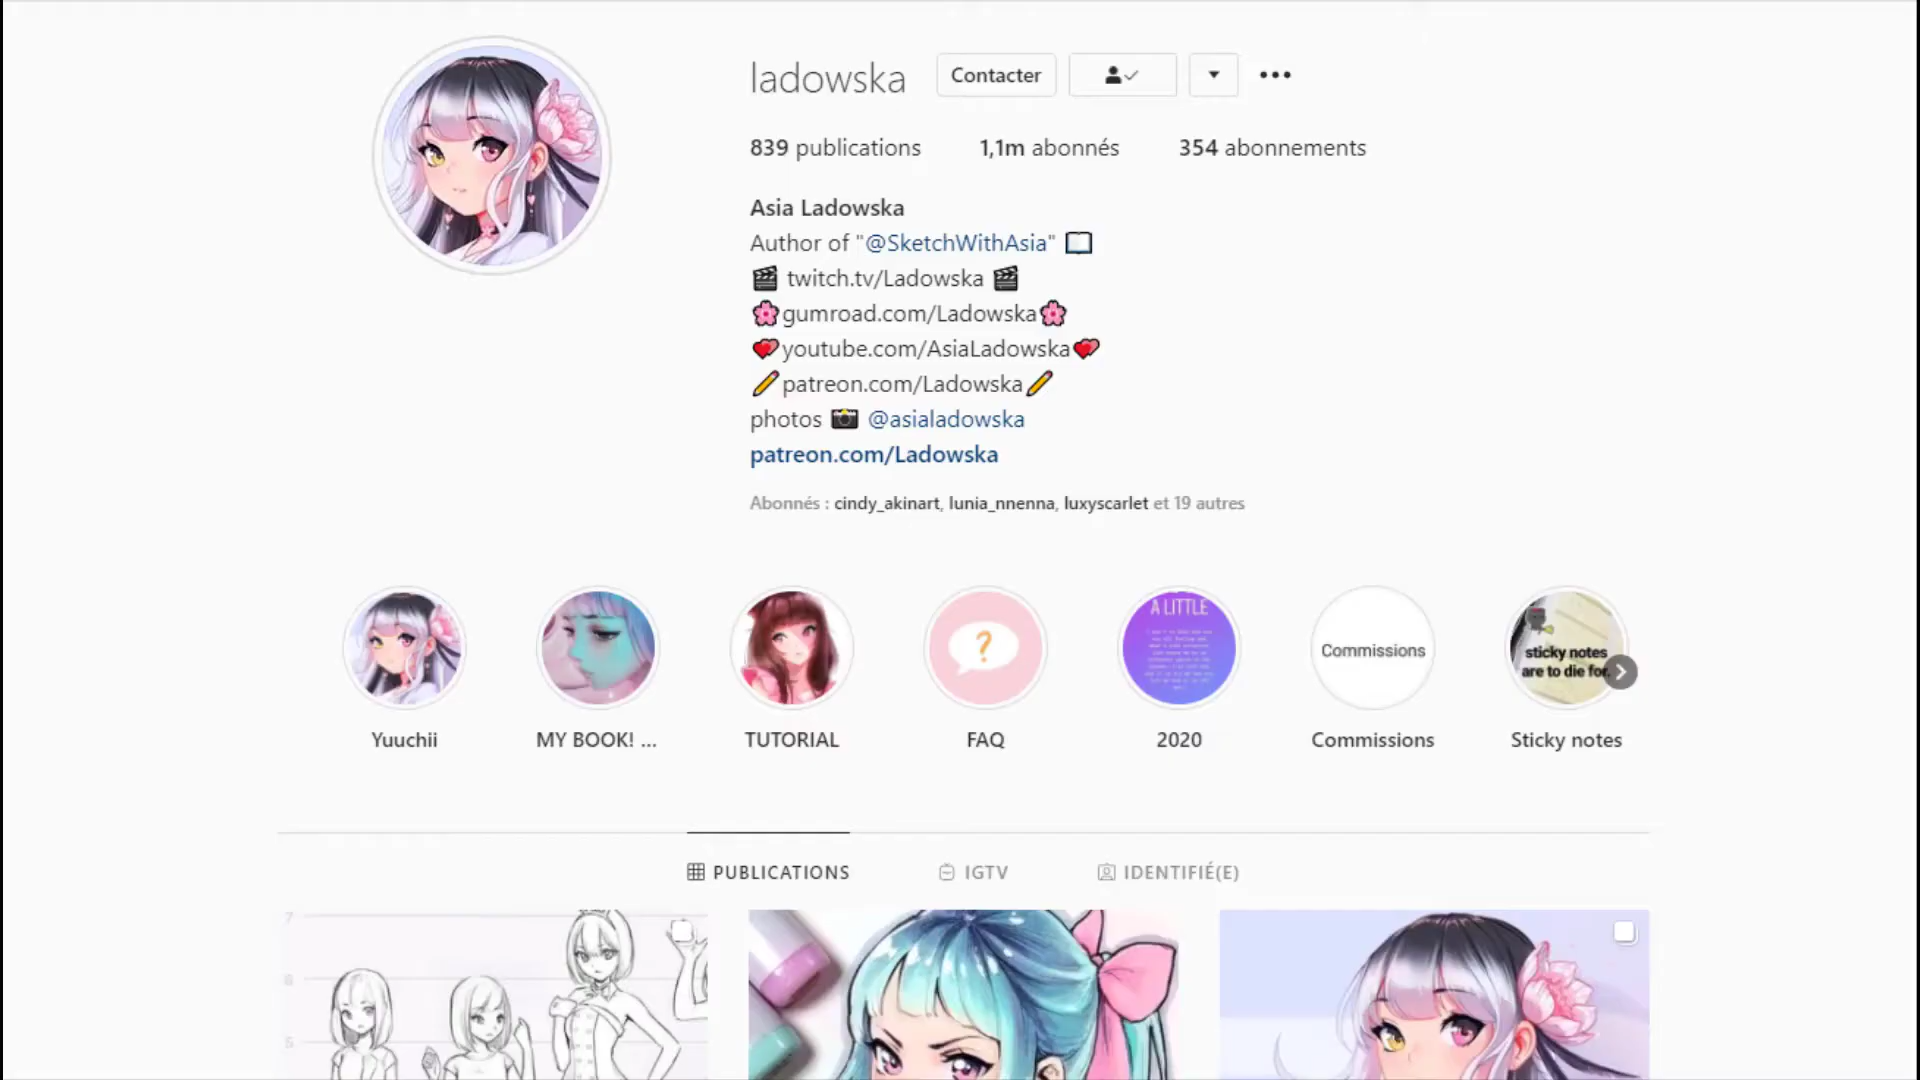 ladowska Contacter
839 publications 1,1m abonnés 354 abonnements
Asia Ladowska
Author of "@SketchWithAsia"
twitch.tv/Ladowska
gumroad.com/Ladowska
youtube.com/AsiaLadowska
patreon.com/Ladowska
photos @asialadowska
patreon.com/Ladowska
Abonnés : cindy_akinart, lunia_nnenna, luxyscarlet et 19 autres
A LITTLE
Commissions
sticky notes
are to die for.
Yuuchii MY BOOK! ... TUTORIAL FAQ 2020 Commissions Sticky notes
PUBLICATIONS IGTV IDENTIFIÉ(E)
7